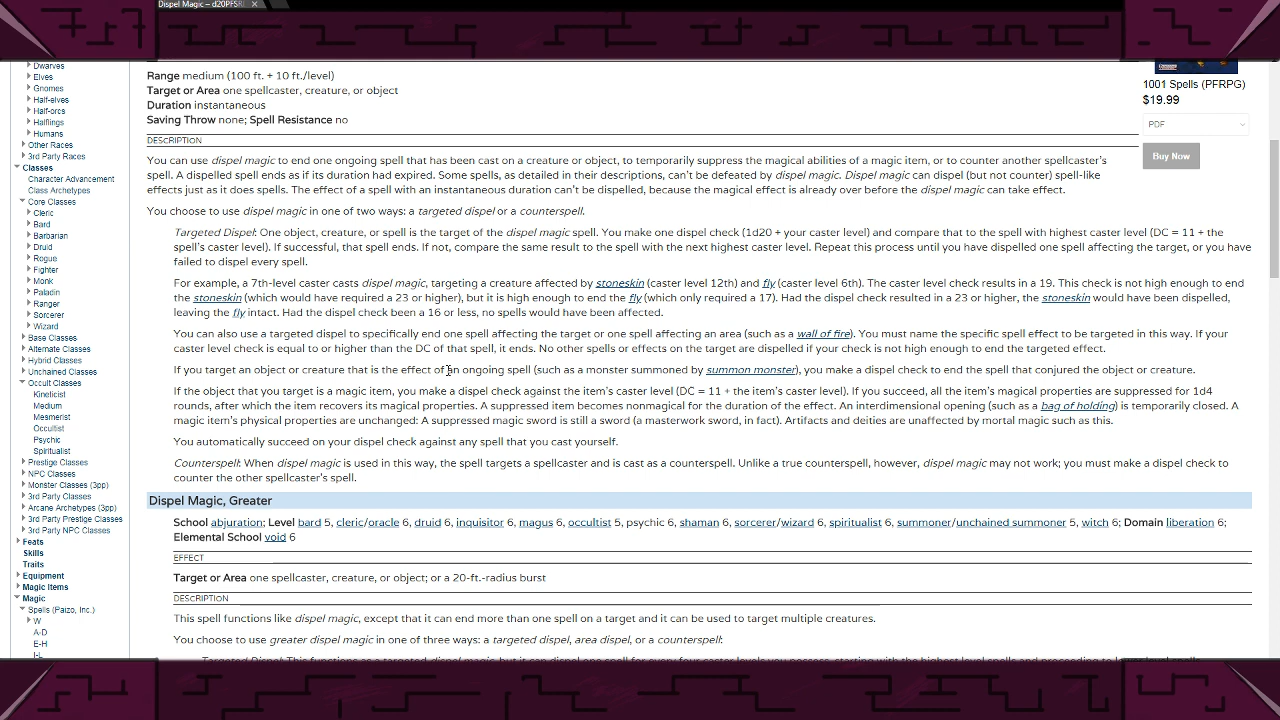 Dispel Magic – d20PFSR
Dwarves
Elves
Gnomes
Half-elves
Half-orcs
Halflings
Humans
Other Races
3rd Party Races
Classes
Character Advancement
Class Archetypes
Core Classes
Cleric
Bard
Barbarian
Druid
Rogue
Fighter
Monk
Paladin
Ranger
Sorcerer
Wizard
Base Classes
Alternate Classes
Hybrid Classes
Unchained Classes
Occult Classes
Kineticist
Medium
Mesmerist
Occultist
Psychic
Spiritualist
Prestige Classes
NPC Classes
Monster Classes (3pp)
3rd Party Classes
Arcane Archetypes (3pp)
3rd Party Prestige Classes
3rd Party NPC Classes
Feats
Skills
Traits
Equipment
Magic Items
Magic
Spells (Paizo, Inc.)
W
A-D
E-H
I-L
Range medium (100 ft. + 10 ft./level)
Target or Area one spellcaster, creature, or object
Duration instantaneous
Saving Throw none; Spell Resistance no
DESCRIPTION
You can use dispel magic to end one ongoing spell that has been cast on a creature or object, to temporarily suppress the magical abilities of a magic item, or to counter another spellcaster's
spell. A dispelled spell ends as if its duration had expired. Some spells, as detailed in their descriptions, can't be defeated by dispel magic. Dispel magic can dispel (but not counter) spell-like
effects just as it does spells. The effect of a spell with an instantaneous duration can't be dispelled, because the magical effect is already over before the dispel magic can take effect.
You choose to use dispel magic in one of two ways: a targeted dispel or a counterspell.
Targeted Dispel: One object, creature, or spell is the target of the dispel magic spell. You make one dispel check (1d20 + your caster level) and compare that to the spell with highest caster level (DC = 11 + the
spell's caster level). If successful, that spell ends. If not, compare the same result to the spell with the next highest caster level. Repeat this process until you have dispelled one spell affecting the target, or you have
failed to dispel every spell.
For example, a 7th-level caster casts dispel magic, targeting a creature affected by stoneskin (caster level 12th) and fly (caster level 6th). The caster level check results in a 19. This check is not high enough to end
the stoneskin (which would have required a 23 or higher), but it is high enough to end the fly (which only required a 17). Had the dispel check resulted in a 23 or higher, the stoneskin would have been dispelled,
leaving the fly intact. Had the dispel check been a 16 or less, no spells would have been affected.
You can also use a targeted dispel to specifically end one spell affecting the target or one spell affecting an area (such as a wall of fire). You must name the specific spell effect to be targeted in this way. If your
caster level check is equal to or higher than the DC of that spell, it ends. No other spells or effects on the target are dispelled if your check is not high enough to end the targeted effect.
If you target an object or creature that is the effect of an ongoing spell (such as a monster summoned by summon monster), you make a dispel check to end the spell that conjured the object or creature.
If the object that you target is a magic item, you make a dispel check against the item's caster level (DC = 11 + the item's caster level). If you succeed, all the item's magical properties are suppressed for 1d4
rounds, after which the item recovers its magical properties. A suppressed item becomes nonmagical for the duration of the effect. An interdimensional opening (such as a bag of holding) is temporarily closed. A
magic item's physical properties are unchanged: A suppressed magic sword is still a sword (a masterwork sword, in fact). Artifacts and deities are unaffected by mortal magic such as this.
You automatically succeed on your dispel check against any spell that you cast yourself.
Counterspell: When dispel magic is used in this way, the spell targets a spellcaster and is cast as a counterspell. Unlike a true counterspell, however, dispel magic may not work; you must make a dispel check to
counter the other spellcaster's spell.
Dispel Magic, Greater
School abjuration; Level bard 5, cleric/oracle 6, druid 6, inquisitor 6, magus 6, occultist 5, psychic 6, shaman 6, sorcerer/wizard 6, spiritualist 6, summoner/unchained summoner 5, witch 6; Domain liberation 6;
Elemental School void 6
EFFECT
Target or Area one spellcaster, creature, or object; or a 20-ft.-radius burst
DESCRIPTION
This spell functions like dispel magic, except that it can end more than one spell on a target and it can be used to target multiple creatures.
You choose to use greater dispel magic in one of three ways: a targeted dispel, area dispel, or a counterspell:
Targeted Dispel: This functions as a targeted dispel magic, but it can dispel one spell for every four caster levels you possess, starting with the highest level spells and proceeding to lower level spells.
1001 Spells (PFRPG)
$19.99
PDF
Buy Now